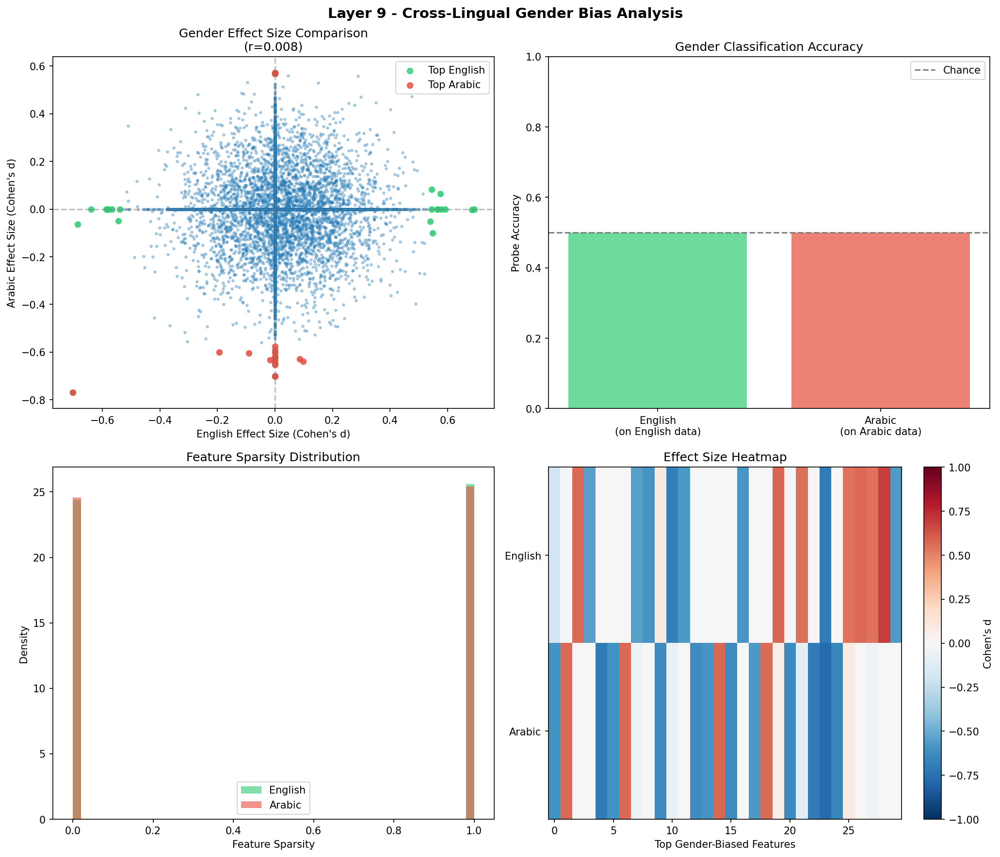 Layer 9 - Cross-Lingual Gender Bias Analysis
Gender Effect Size Comparison
(r=0.008)
Top English
Top Arabic
0.6
0.4
0.2
0.0
−0.2
−0.4
−0.6
−0.8
Arabic Effect Size (Cohen's d)
−0.6
−0.4
−0.2
0.0
0.2
0.4
0.6
English Effect Size (Cohen's d)
Gender Classification Accuracy
Chance
1.0
0.8
0.6
0.4
0.2
0.0
Probe Accuracy
English
(on English data)
Arabic
(on Arabic data)
Feature Sparsity Distribution
25
20
15
10
5
0
Density
English
Arabic
0.0
0.2
0.4
0.6
0.8
1.0
Feature Sparsity
Effect Size Heatmap
English
Arabic
0
5
10
15
20
25
Top Gender-Biased Features
1.00
0.75
0.50
0.25
0.00
−0.25
−0.50
−0.75
−1.00
Cohen's d